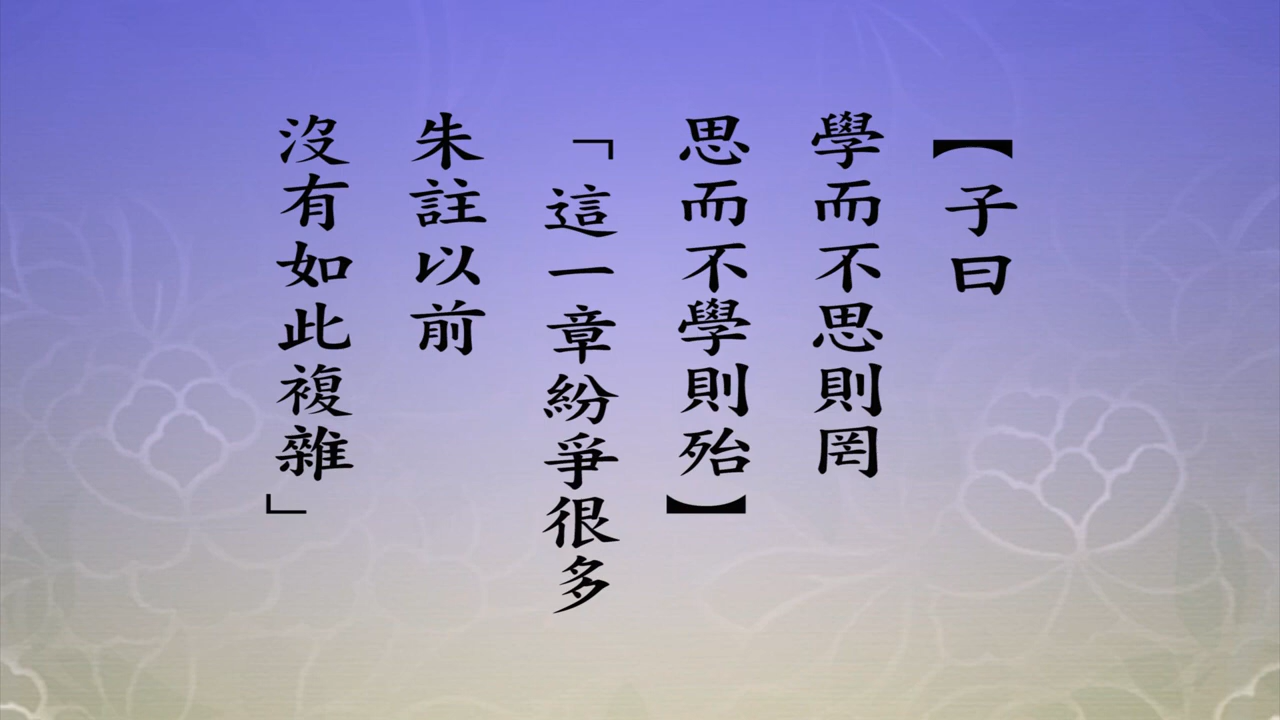 【子曰
學而不思則罔
思而不學則殆】
「這一章紛爭很多
朱註以前
沒有如此複雜」